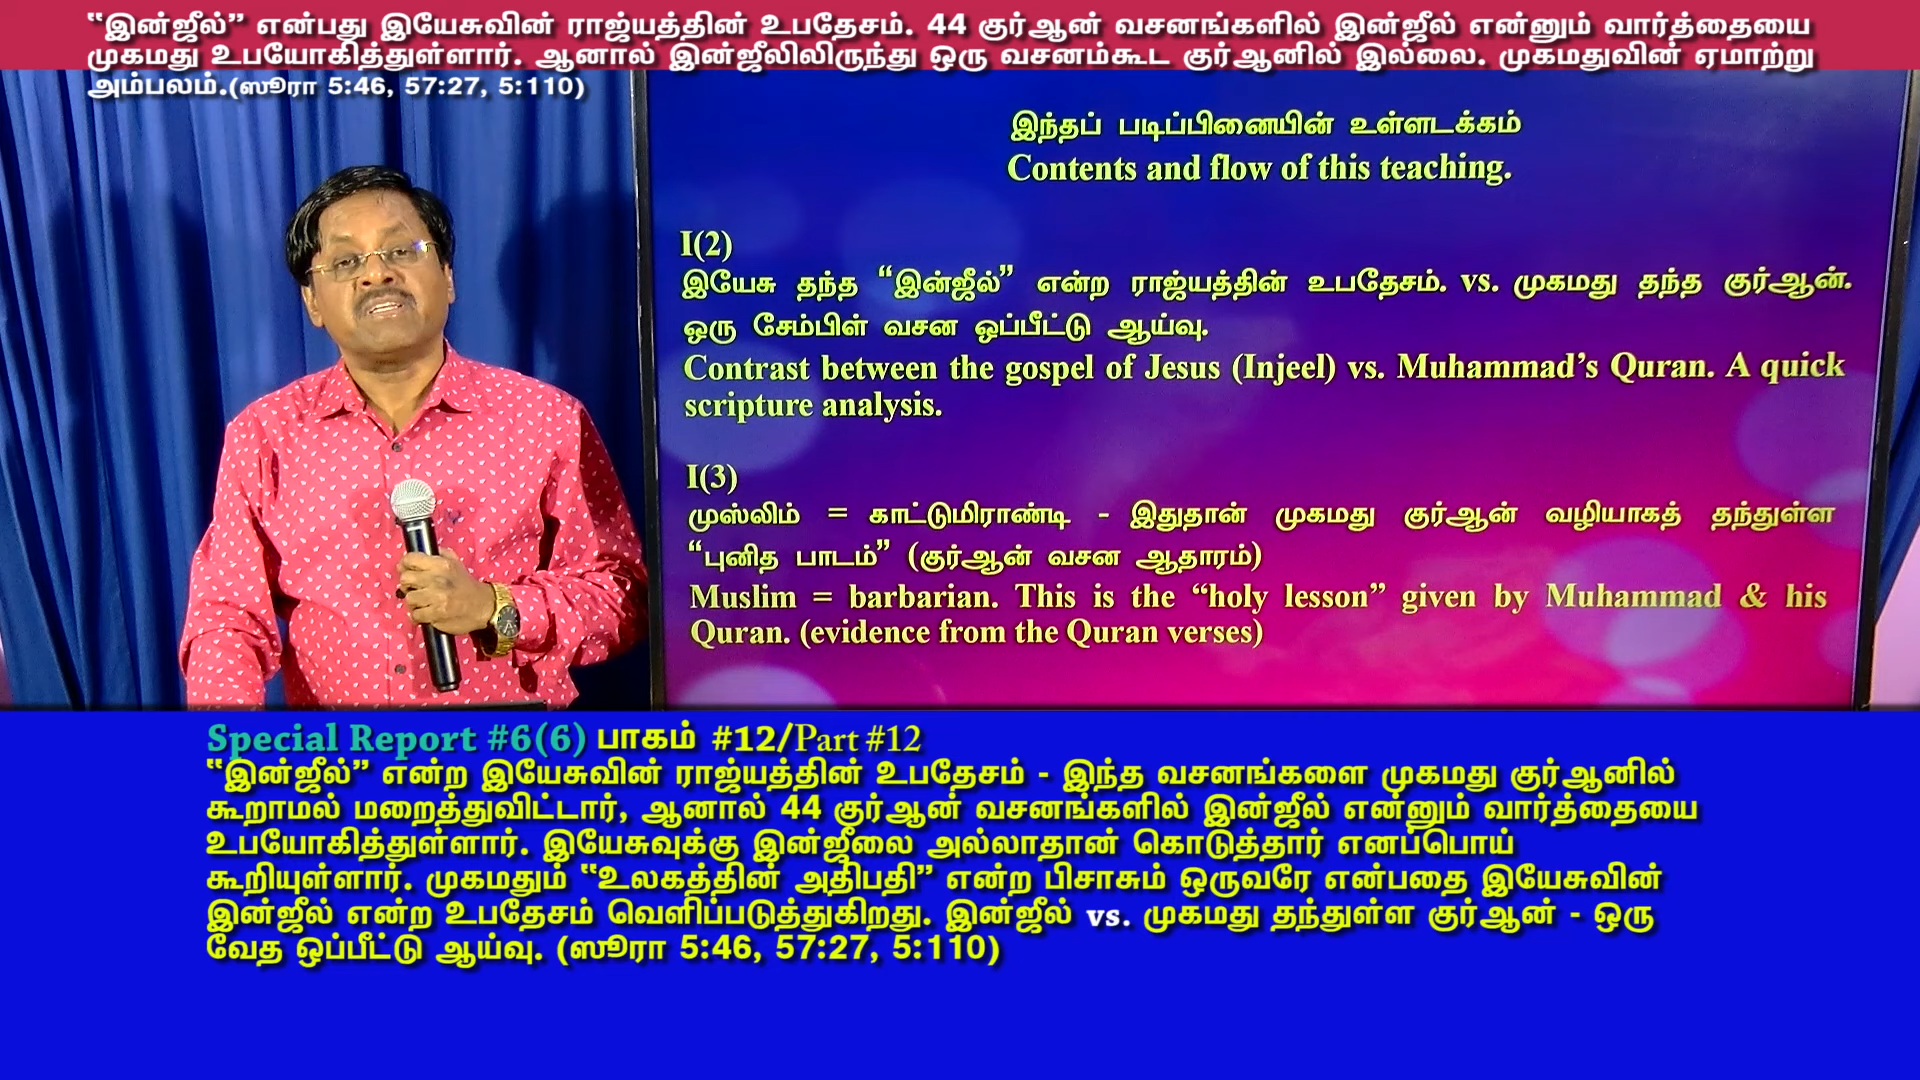 “இன்ஜீல்” என்பது இயேசுவின் ராஜ்யத்தின் உபதேசம். 44 குர்ஆன் வசனங்களில் இன்ஜீல் என்னும் வார்த்தையை
முகமது உபயோகித்துள்ளார். ஆனால் இன்ஜீலிலிருந்து ஒரு வசனம்கூட குர்ஆனில் இல்லை. முகமதுவின் ஏமாற்று
அம்பலம்.(ஸூரா 5:46, 57:27, 5:110)
இந்தப் படிப்பினையின் உள்ளடக்கம்
Contents and flow of this teaching.
I(2)
இயேசு தந்த “இன்ஜீல்” என்ற ராஜ்யத்தின் உபதேசம். vs. முகமது தந்த குர்ஆன்.
ஒரு சேம்பிள் வசன ஒப்பீட்டு ஆய்வு.
Contrast between the gospel of Jesus (Injeel) vs. Muhammad’s Quran. A quick
scripture analysis.
I(3)
முஸ்லிம் = காட்டுமிராண்டி - இதுதான் முகமது குர்ஆன் வழியாகத் தந்துள்ள
“புனித பாடம்” (குர்ஆன் வசன ஆதாரம்)
Muslim = barbarian. This is the “holy lesson” given by Muhammad & his
Quran. (evidence from the Quran verses)
Special Report #6(6) பாகம் #12/Part #12
“இன்ஜீல்” என்ற இயேசுவின் ராஜ்யத்தின் உபதேசம் - இந்த வசனங்களை முகமது குர்ஆனில்
கூறாமல் மறைத்துவிட்டார், ஆனால் 44 குர்ஆன் வசனங்களில் இன்ஜீல் என்னும் வார்த்தையை
உபயோகித்துள்ளார். இயேசுவுக்கு இன்ஜீலை அல்லாதான் கொடுத்தார் எனப்பொய்
கூறியுள்ளார். முகமதும் “உலகத்தின் அதிபதி” என்ற பிசாசும் ஒருவரே என்பதை இயேசுவின்
இன்ஜீல் என்ற உபதேசம் வெளிப்படுத்துகிறது. இன்ஜீல் vs. முகமது தந்துள்ள குர்ஆன் - ஒரு
வேத ஒப்பீட்டு ஆய்வு. (ஸூரா 5:46, 57:27, 5:110)